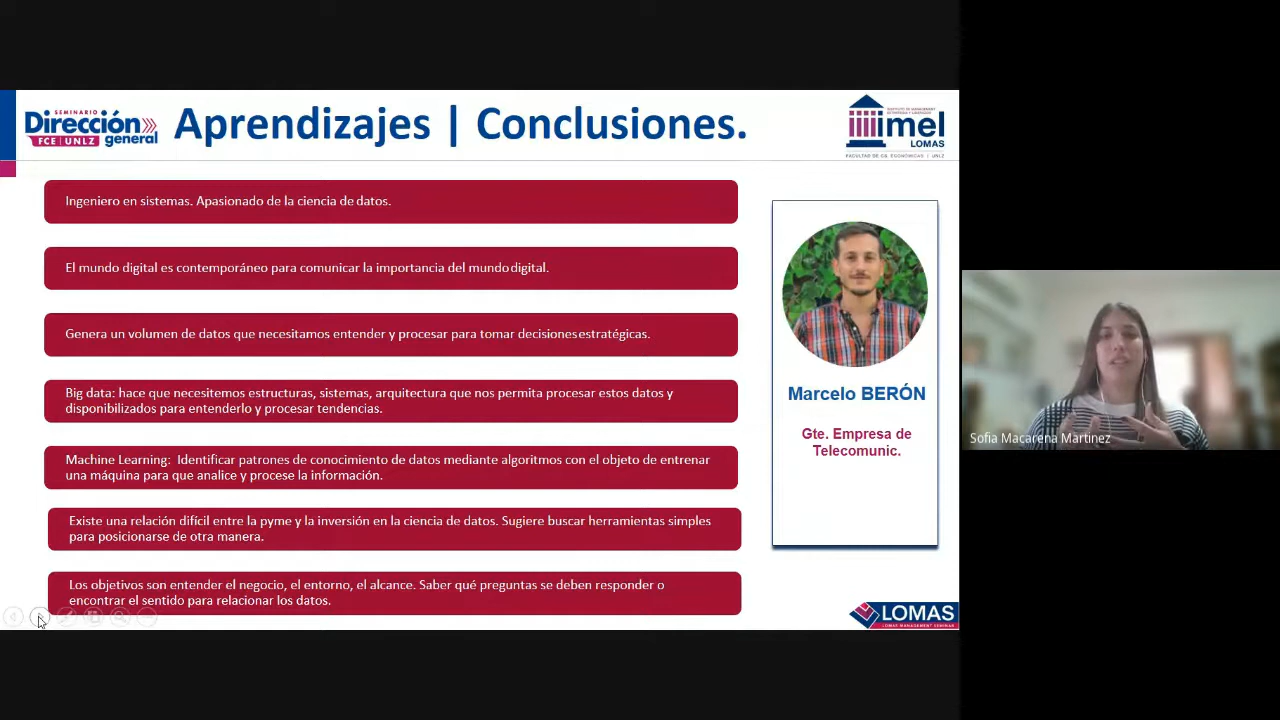 SEMINARIO
Dirección
general
FCE | UNLZ
Aprendizajes | Conclusiones.
INSTITUTO DE MANAGEMENT
ESTRATEGIA Y LIDERAZGO
imel
LOMAS
FACULTAD DE CS. ECONÓMICAS | UNLZ
Ingeniero en sistemas. Apasionado de la ciencia de datos.
El mundo digital es contemporáneo para comunicar la importancia del mundo digital.
Genera un volumen de datos que necesitamos entender y procesar para tomar decisiones estratégicas.
Big data: hace que necesitemos estructuras, sistemas, arquitectura que nos permita procesar estos datos y
disponibilizados para entenderlo y procesar tendencias.
Machine Learning: Identificar patrones de conocimiento de datos mediante algoritmos con el objeto de entrenar
una máquina para que analice y procese la información.
Existe una relación difícil entre la pyme y la inversión en la ciencia de datos. Sugiere buscar herramientas simples
para posicionarse de otra manera.
Los objetivos son entender el negocio, el entorno, el alcance. Saber qué preguntas se deben responder o
encontrar el sentido para relacionar los datos.
Marcelo BERÓN
Gte. Empresa de
Telecomunic.
LOMAS
LOMAS MANAGEMENT SEMINAR
Sofia Macarena Martinez